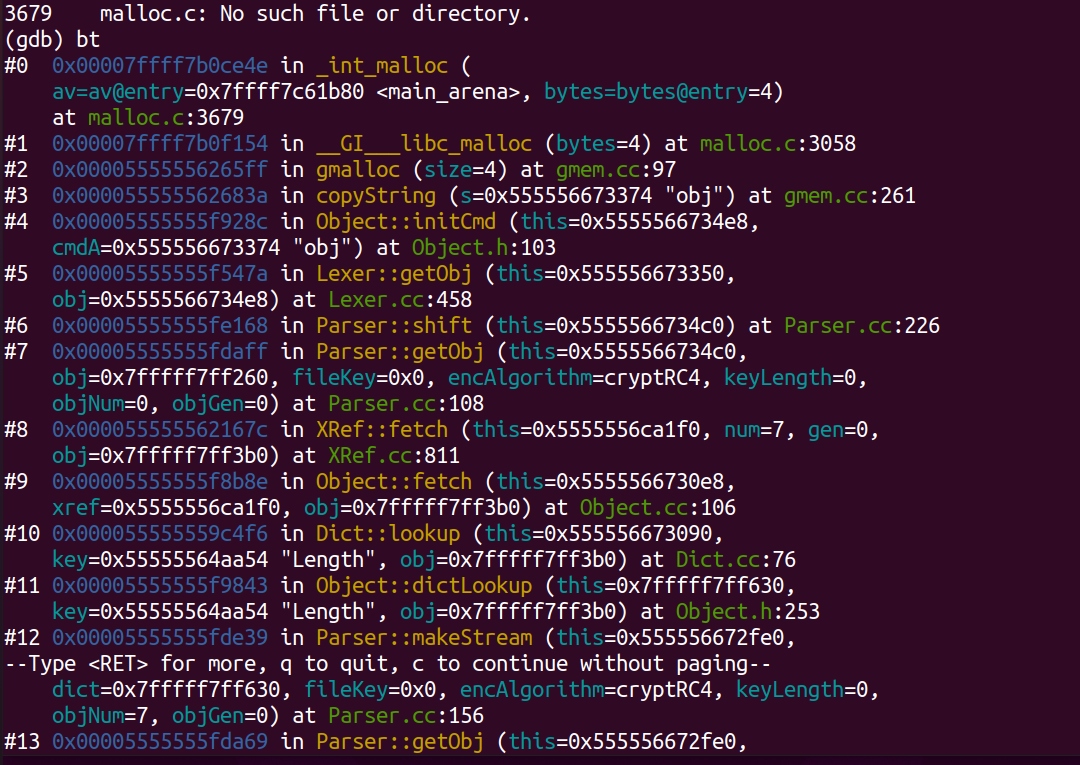 3679    malloc.c: No such file or directory.
(gdb) bt
#0  0x00007ffff7b0ce4e in _int_malloc (
    av=av@entry=0x7ffff7c61b80 <main_arena>, bytes=bytes@entry=4)
    at malloc.c:3679
#1  0x00007ffff7b0f154 in __GI___libc_malloc (bytes=4) at malloc.c:3058
#2  0x00005555556265ff in gmalloc (size=4) at gmem.cc:97
#3  0x000055555562683a in copyString (s=0x555556673374 "obj") at gmem.cc:261
#4  0x00005555555f928c in Object::initCmd (this=0x5555566734e8,
    cmdA=0x555556673374 "obj") at Object.h:103
#5  0x00005555555f547a in Lexer::getObj (this=0x555556673350,
    obj=0x5555566734e8) at Lexer.cc:458
#6  0x00005555555fe168 in Parser::shift (this=0x5555566734c0) at Parser.cc:226
#7  0x00005555555fdaff in Parser::getObj (this=0x5555566734c0,
    obj=0x7fffff7ff260, fileKey=0x0, encAlgorithm=cryptRC4, keyLength=0,
    objNum=0, objGen=0) at Parser.cc:108
#8  0x000055555562167c in XRef::fetch (this=0x5555556ca1f0, num=7, gen=0,
    obj=0x7fffff7ff3b0) at XRef.cc:811
#9  0x00005555555f8b8e in Object::fetch (this=0x5555566730e8,
    xref=0x5555556ca1f0, obj=0x7fffff7ff3b0) at Object.cc:106
#10 0x000055555559c4f6 in Dict::lookup (this=0x555556673090,
    key=0x55555564aa54 "Length", obj=0x7fffff7ff3b0) at Dict.cc:76
#11 0x00005555555f9843 in Object::dictLookup (this=0x7fffff7ff630,
    key=0x55555564aa54 "Length", obj=0x7fffff7ff3b0) at Object.h:253
#12 0x00005555555fde39 in Parser::makeStream (this=0x555556672fe0,
--Type <RET> for more, q to quit, c to continue without paging--
    dict=0x7fffff7ff630, fileKey=0x0, encAlgorithm=cryptRC4, keyLength=0,
    objNum=7, objGen=0) at Parser.cc:156
#13 0x00005555555fda69 in Parser::getObj (this=0x555556672fe0,